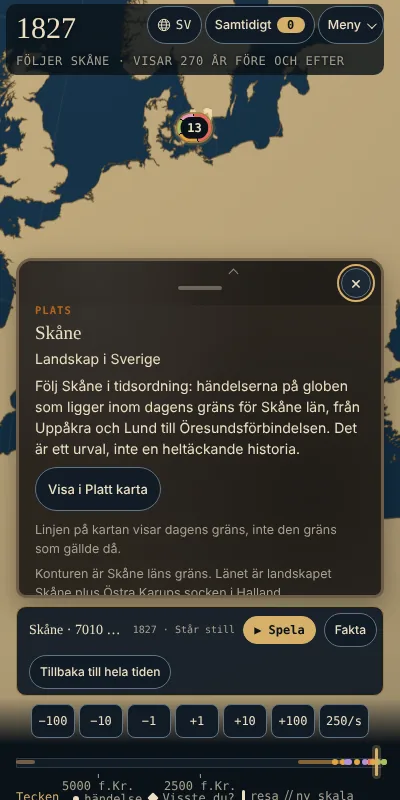 1827
SV
Samtidigt 0
Meny
FÖLJER SKÅNE · VISAR 270 ÅR FÖRE OCH EFTER
13
PLATS
Skåne
Landskap i Sverige
Följ Skåne i tidsordning: händelserna på globen
som ligger inom dagens gräns för Skåne län, från
Uppåkra och Lund till Öresundsförbindelsen. Det
är ett urval, inte en heltäckande historia.
Visa i Platt karta
Linjen på kartan visar dagens gräns, inte den gräns
som gällde då.
Konturen är Skåne läns gräns. Länet är landskapet
Skåne plus Östra Karups socken i Halland
Skåne · 7010 …
1827 · Står still
▶ Spela
Fakta
Tillbaka till hela tiden
−100
−10
−1
+1
+10
+100
250/s
5000 f.Kr.
2500 f.Kr.
Tecken
händelse
Visste du?
resa // ny skala